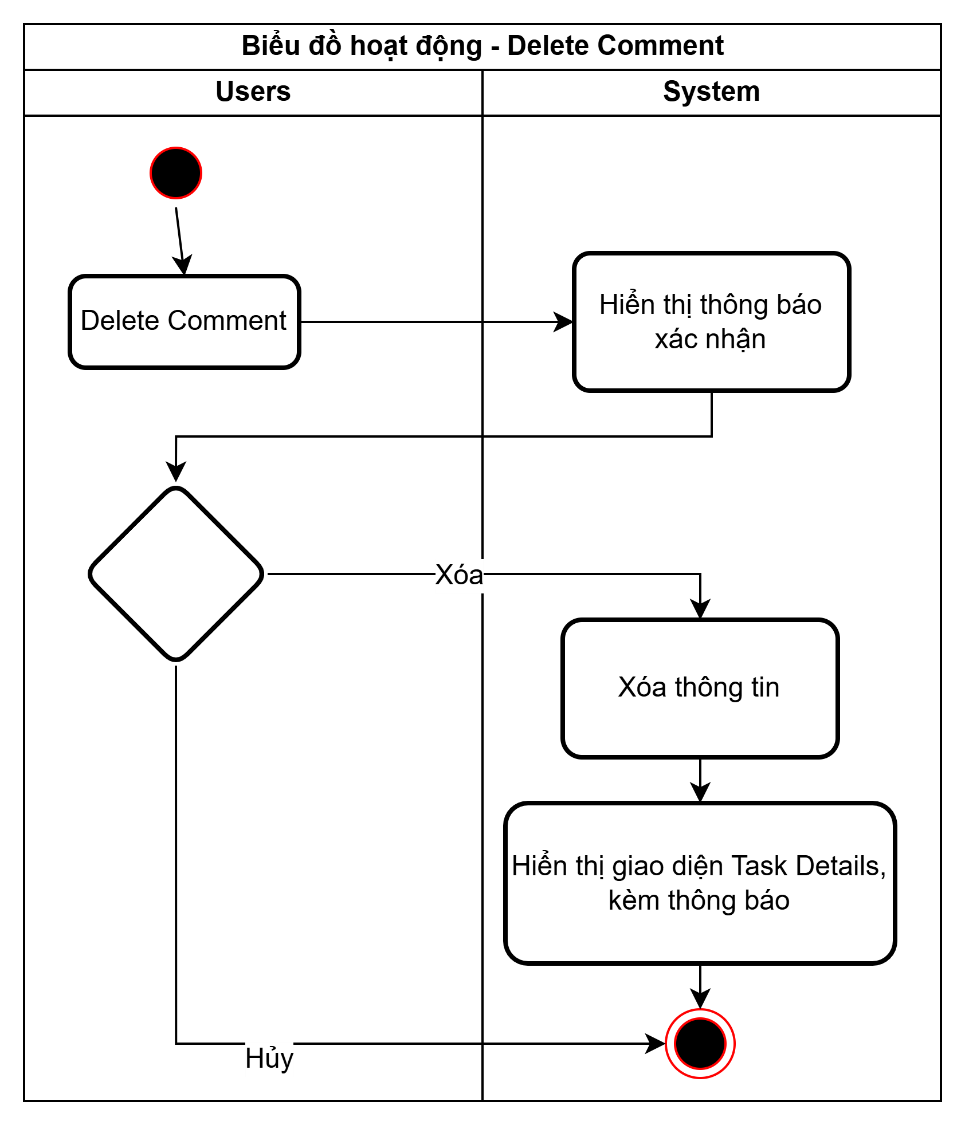 Biểu đồ hoạt động - Delete Comment
Users
System
Delete Comment
Hiển thị thông báo
xác nhận
Xóa
Xóa thông tin
Hiển thị giao diện Task Details,
kèm thông báo
Hủy